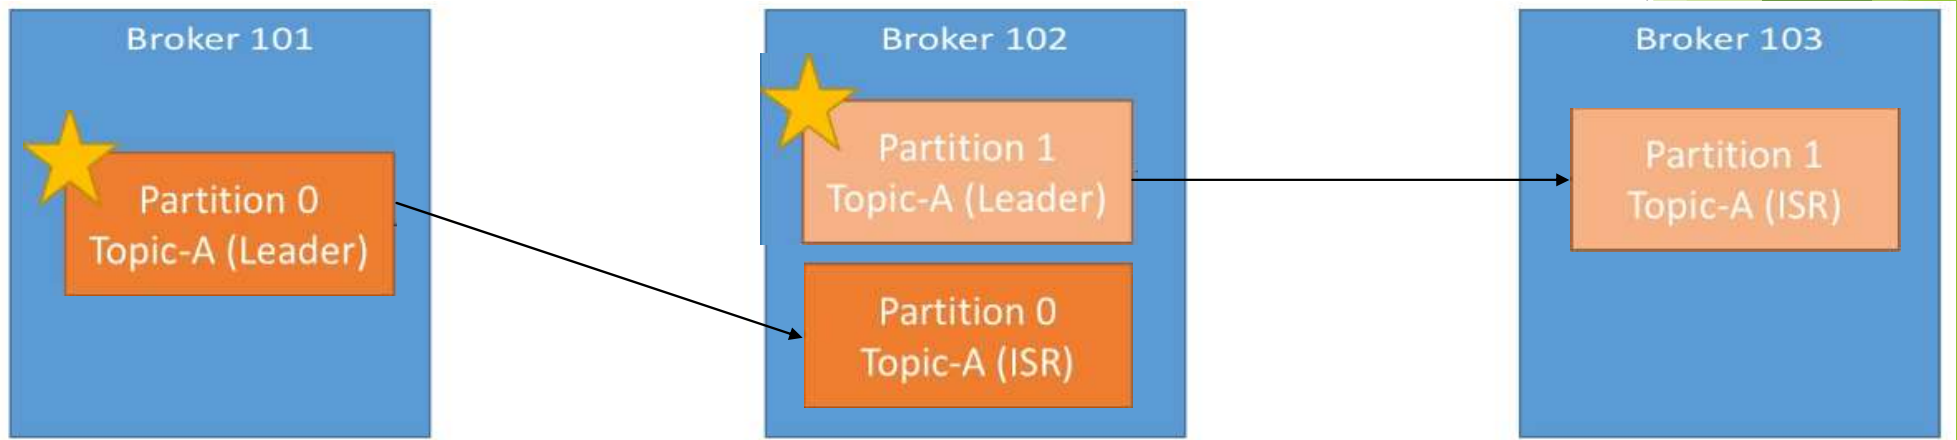 Broker 101
Partition 0
Topic-A (Leader)
Broker 102
Partition 1
Topic-A (Leader)
Partition 0
Topic-A (ISR)
Broker 103
Partition 1
Topic-A (ISR)